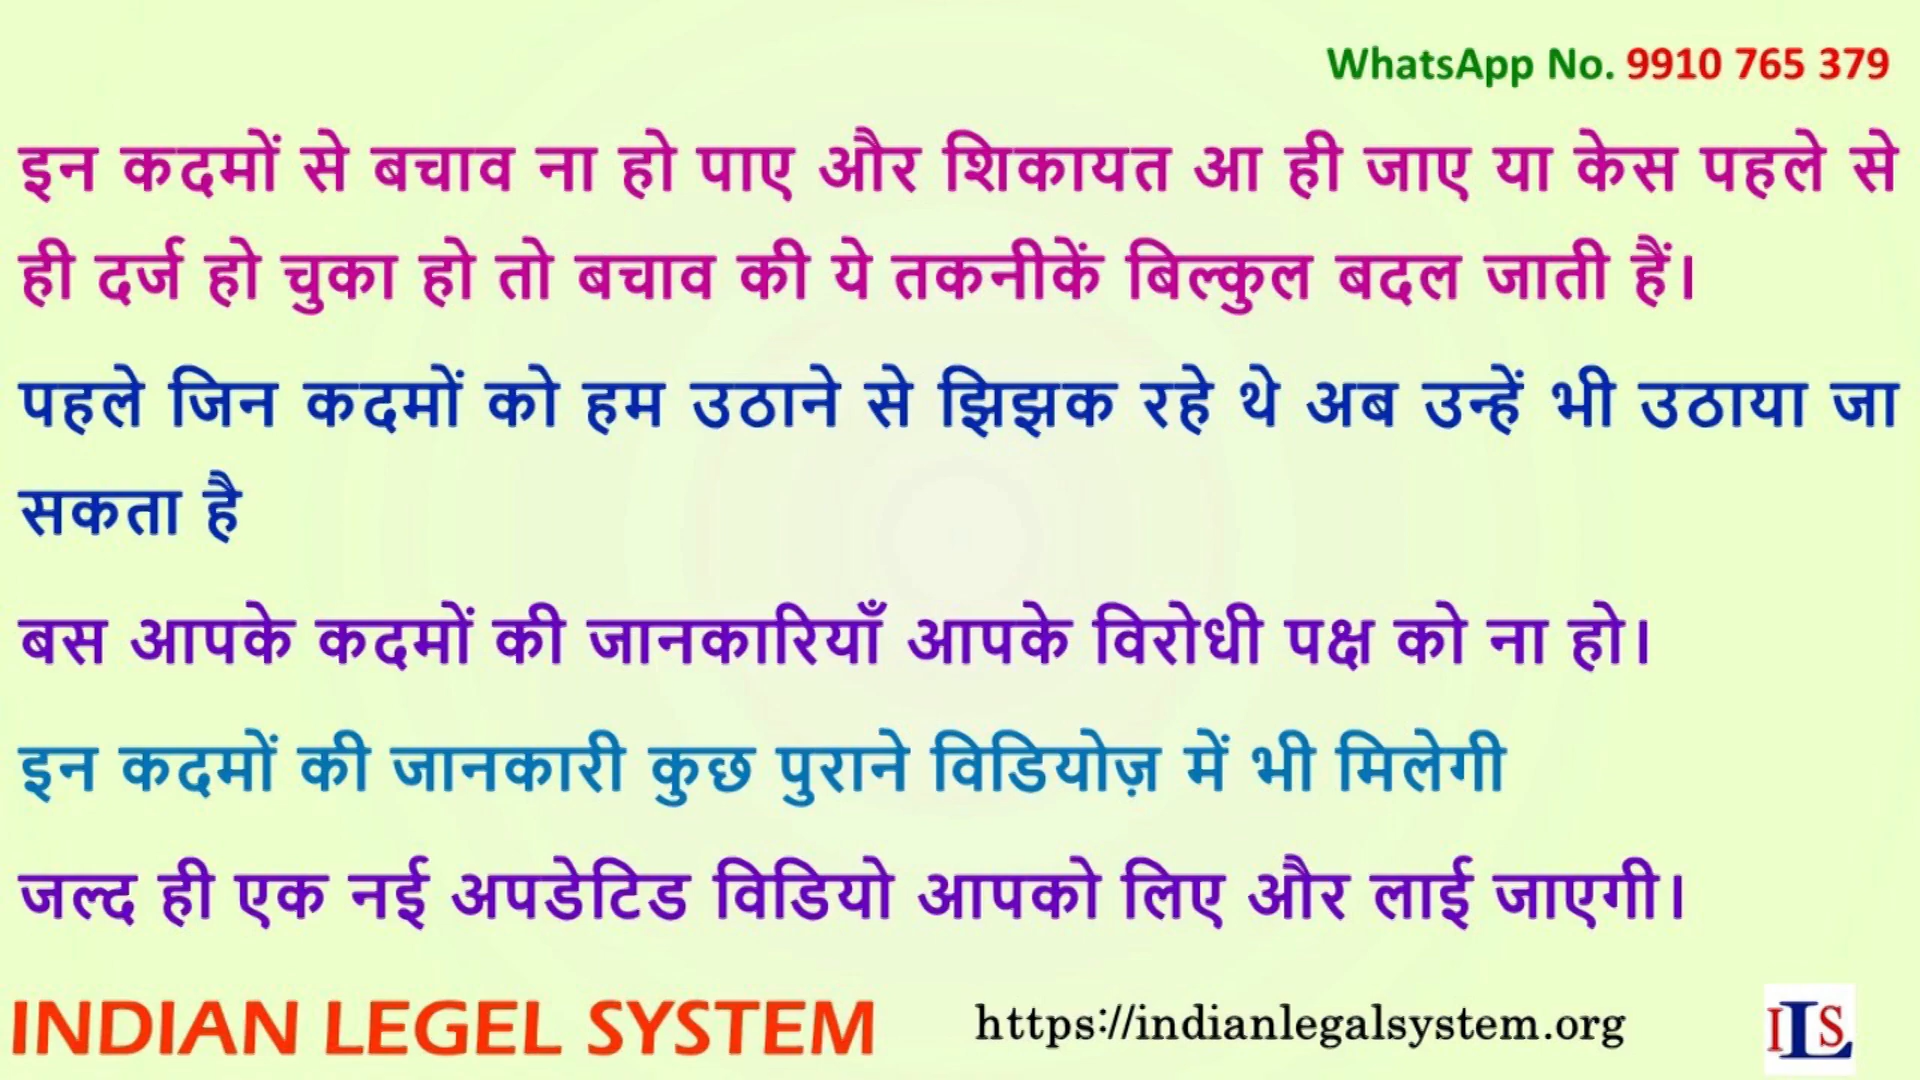 WhatsApp No. 9910 765 379
इन कदमों से बचाव ना हो पाए और शिकायत आ ही जाए या केस पहले से
ही दर्ज हो चुका हो तो बचाव की ये तकनीकें बिल्कुल बदल जाती हैं।
पहले जिन कदमों को हम उठाने से झिझक रहे थे अब उन्हें भी उठाया जा
सकता है
बस आपके कदमों की जानकारियाँ आपके विरोधी पक्ष को ना हो।
इन कदमों की जानकारी कुछ पुराने विडियोज़ में भी मिलेगी
जल्द ही एक नई अपडेटिड विडियो आपको लिए और लाई जाएगी।
INDIAN LEGEL SYSTEM
https://indianlegalsystem.org
ILS